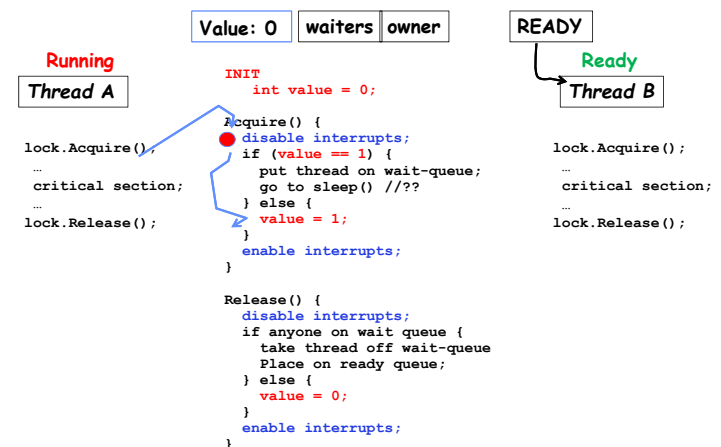 Value: 0 waiters owner READY
Running
Ready
Thread A
Thread B
INIT
int value = 0;
Acquire() {
disable interrupts;
if (value == 1) {
put thread on wait-queue;
go to sleep() //??
} else {
value = 1;
}
enable interrupts;
}
Release() {
disable interrupts;
if anyone on wait queue {
take thread off wait-queue
Place on ready queue;
} else {
value = 0;
}
enable interrupts;
}
lock.Acquire();
…
critical section;
…
lock.Release();
lock.Acquire();
…
critical section;
…
lock.Release();